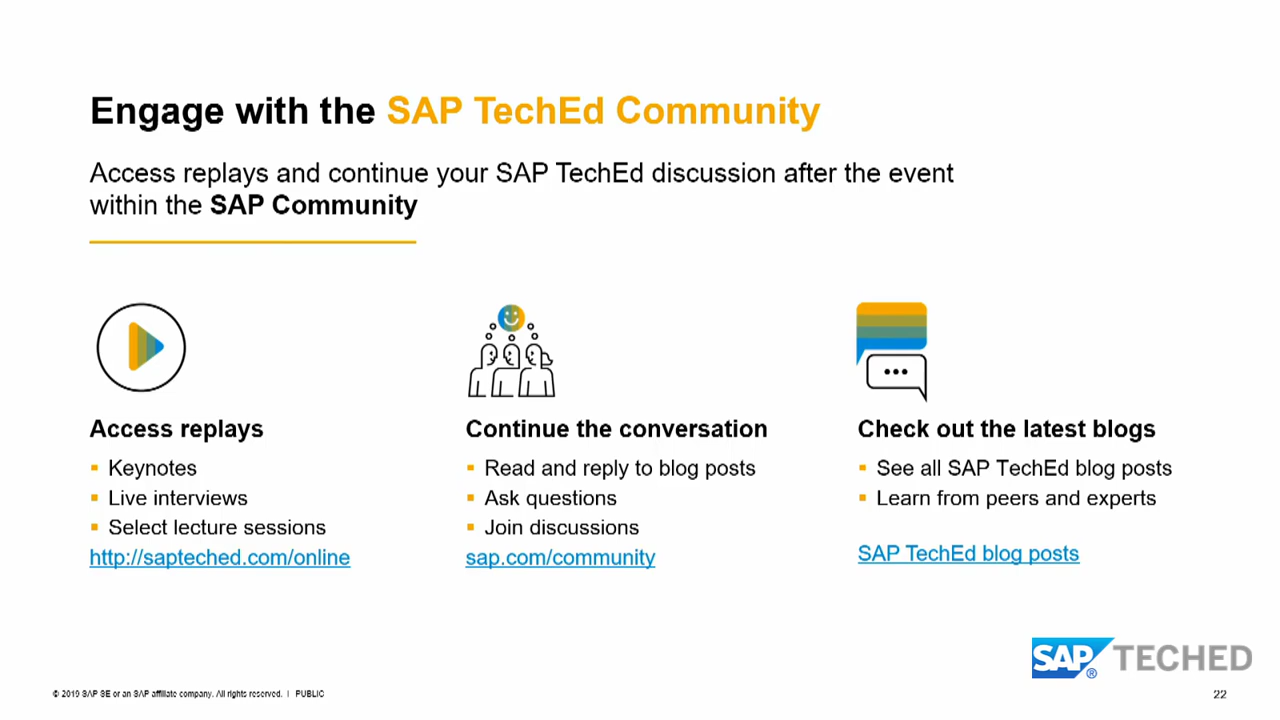 Engage with the SAP TechEd Community
Access replays and continue your SAP TechEd discussion after the event
within the SAP Community
Access replays
▪ Keynotes
▪ Live interviews
▪ Select lecture sessions
http://sapteched.com/online
Continue the conversation
▪ Read and reply to blog posts
▪ Ask questions
▪ Join discussions
sap.com/community
Check out the latest blogs
▪ See all SAP TechEd blog posts
▪ Learn from peers and experts
SAP TechEd blog posts
SAP® TECHED
© 2019 SAP SE or an SAP affiliate company. All rights reserved. | PUBLIC
22